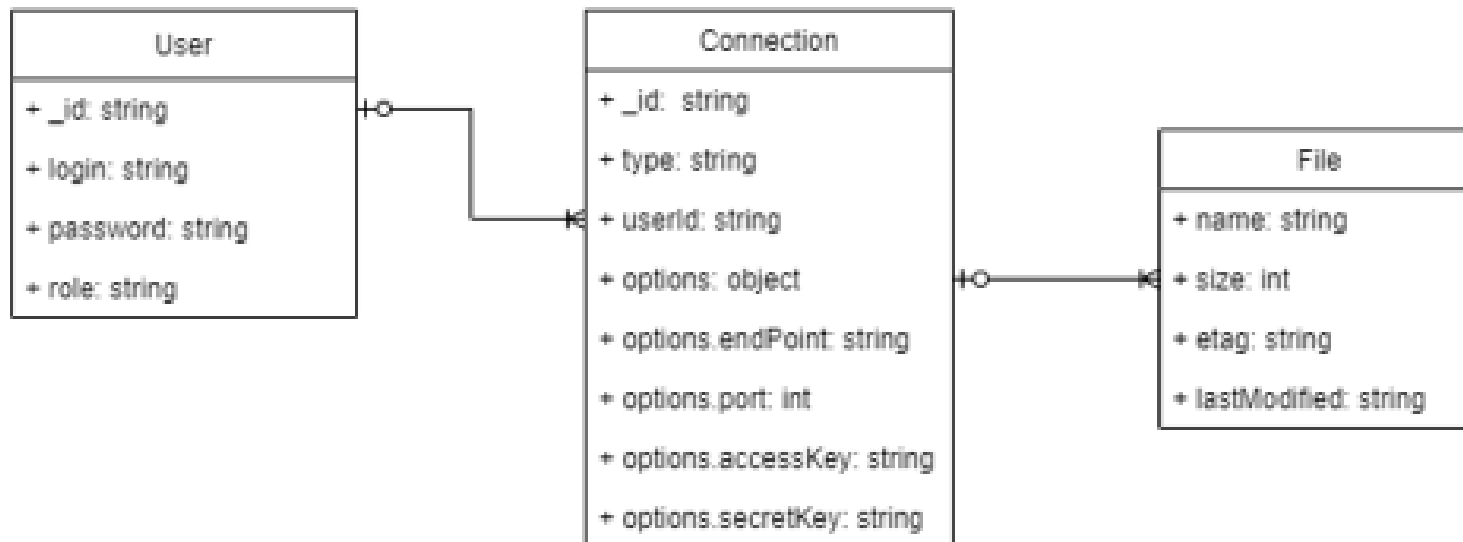 User
+ _id: string
+ login: string
+ password: string
+ role: string
Connection
+ _id: string
+ type: string
+ userId: string
+ options: object
+ options.endPoint: string
+ options.port: int
+ options.accessKey: string
+ options.secretKey: string
File
+ name: string
+ size: int
+ etag: string
+ lastModified: string